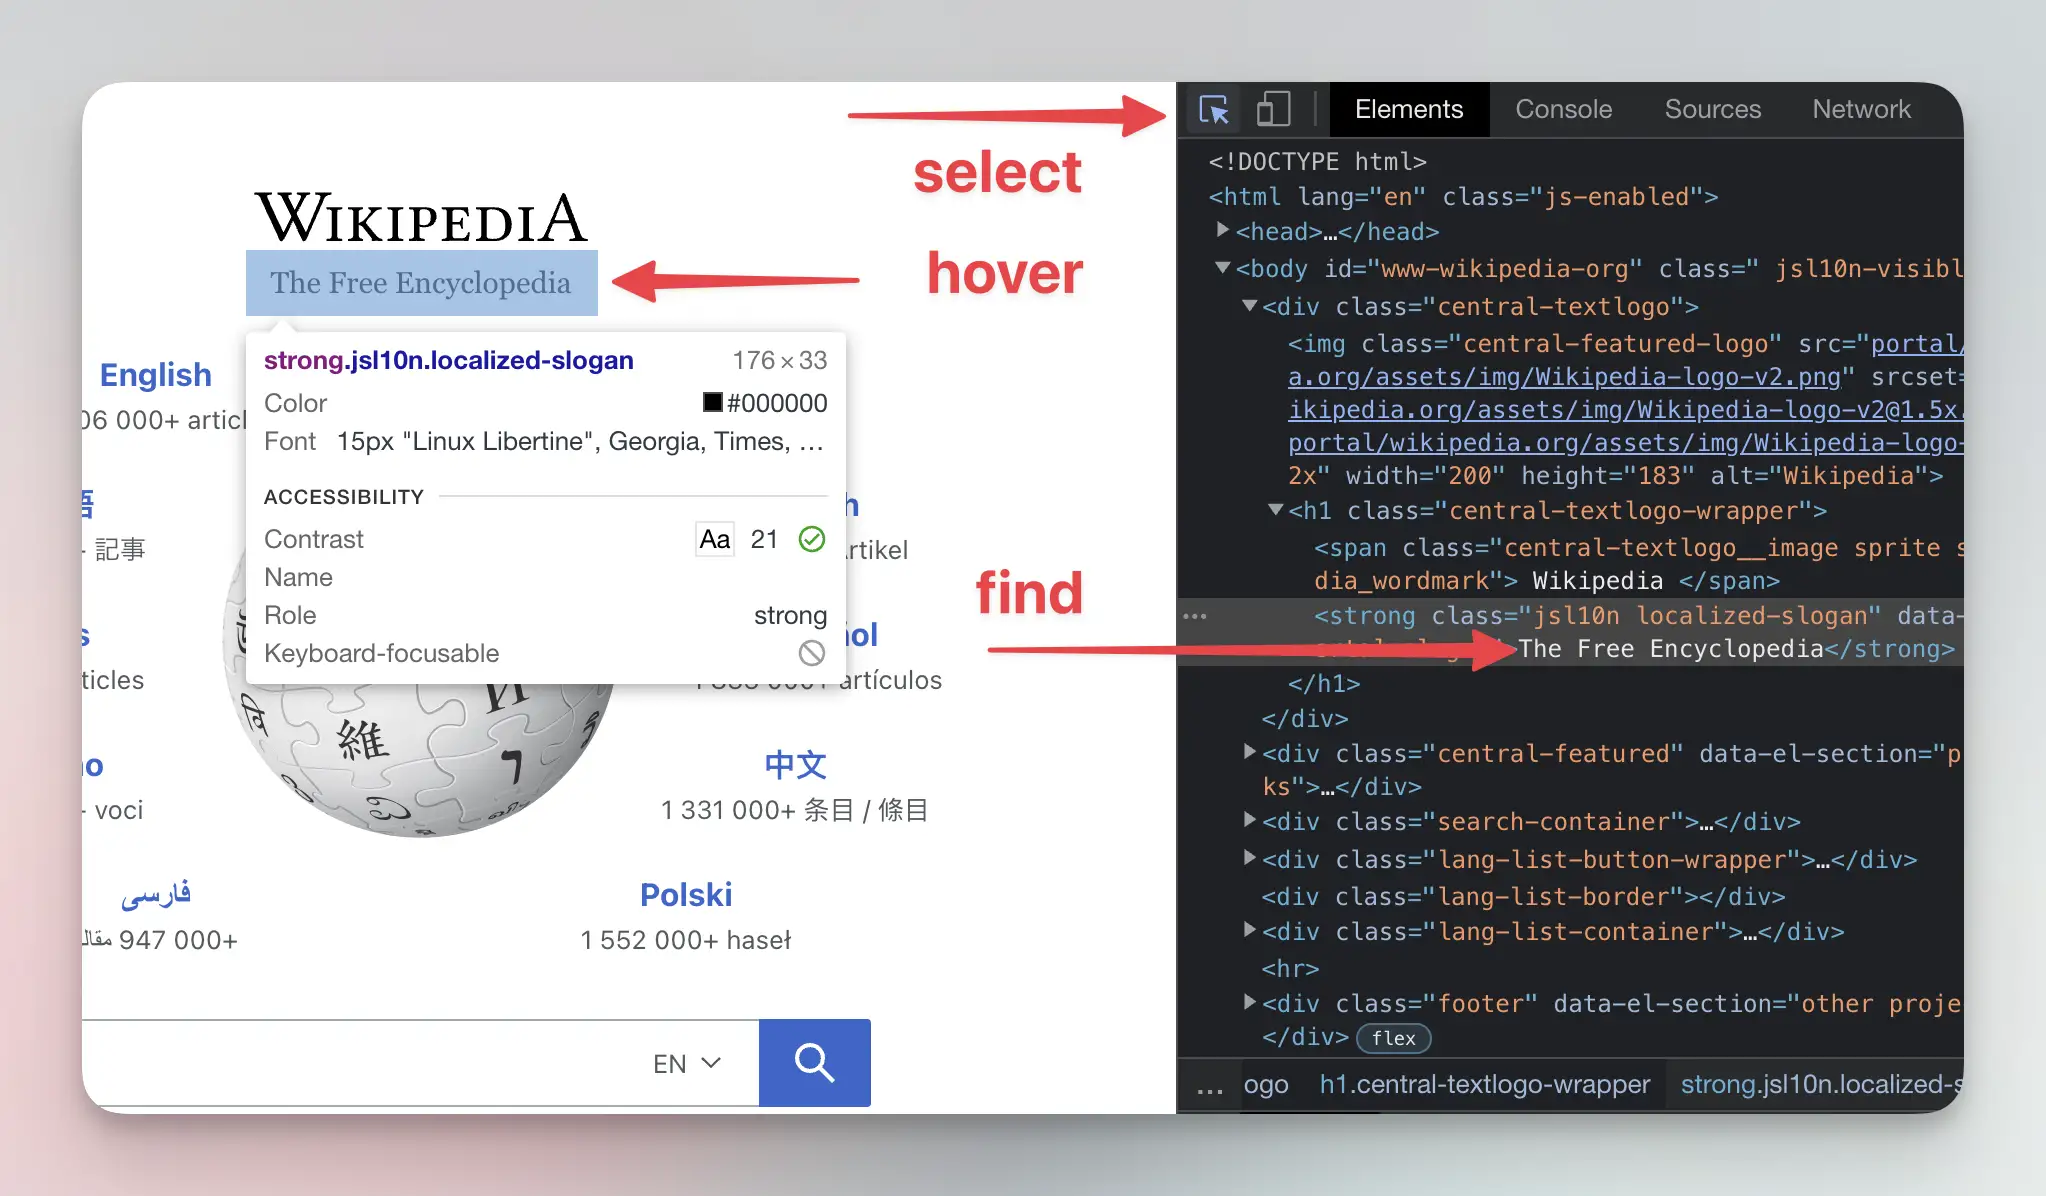 WIKIPEDIA
The Free Encyclopedia
select
hover
find
strong.jsl10n.localized-slogan 176×33
Color #000000
Font 15px "Linux Libertine", Georgia, Times, …
ACCESSIBILITY
Contrast Aa 21
Name
Role strong
Keyboard-focusable
English
06 000+ articl
語
記事
h
rtikel
s
ticles
ol
artículos
o
voci
中文
1 331 000+ 条目 / 條目
فارسی
947 000+
Polski
1 552 000+ haseł
維
EN
Elements Console Sources Network
<!DOCTYPE html>
<html lang="en" class="js-enabled">
<head>…</head>
<body id="www-wikipedia-org" class=" jsl10n-visibl
<div class="central-textlogo">
<img class="central-featured-logo" src="portal/
a.org/assets/img/Wikipedia-logo-v2.png" srcset=
ikipedia.org/assets/img/Wikipedia-logo-v2@1.5x.
portal/wikipedia.org/assets/img/Wikipedia-logo-
2x" width="200" height="183" alt="Wikipedia">
<h1 class="central-textlogo-wrapper">
<span class="central-textlogo__image sprite s
dia_wordmark"> Wikipedia </span>
<strong class="jsl10n localized-slogan" data-
The Free Encyclopedia</strong>
</h1>
</div>
<div class="central-featured" data-el-section="p
ks">…</div>
<div class="search-container">…</div>
<div class="lang-list-button-wrapper">…</div>
<div class="lang-list-border"></div>
<div class="lang-list-container">…</div>
<hr>
<div class="footer" data-el-section="other proje
</div> flex
... ogo h1.central-textlogo-wrapper strong.jsl10n.localized-s